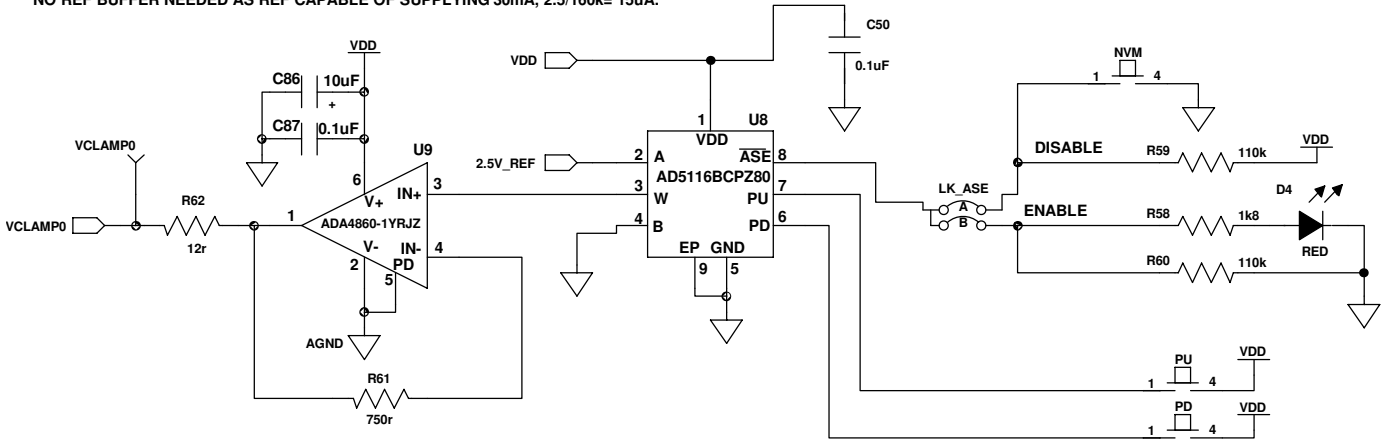 NO REF BUFFER NEEDED AS REF CAPABLE OF SUPPLYING 30mA, 2.5/160k= 15uA.
C50
0.1uF
VDD
VDD
C86 10uF
+
C87 0.1uF
VCLAMP0
VCLAMP0
R62
12r
U9
6
V+
IN+ 3
1
ADA4860-1YRJZ
V-
IN- 4
2
PD
5
AGND
R61
750r
2.5V_REF
1
U8
VDD
2 A
ASE 8
AD5116BCPZ80
3 W
PU 7
4 B
PD 6
EP GND
9 5
NVM
1 4
DISABLE
R59 110k
VDD
LK_ASE
A
B
ENABLE
R58 1k8
D4
RED
R60 110k
PU
1 4
VDD
PD
1 4
VDD